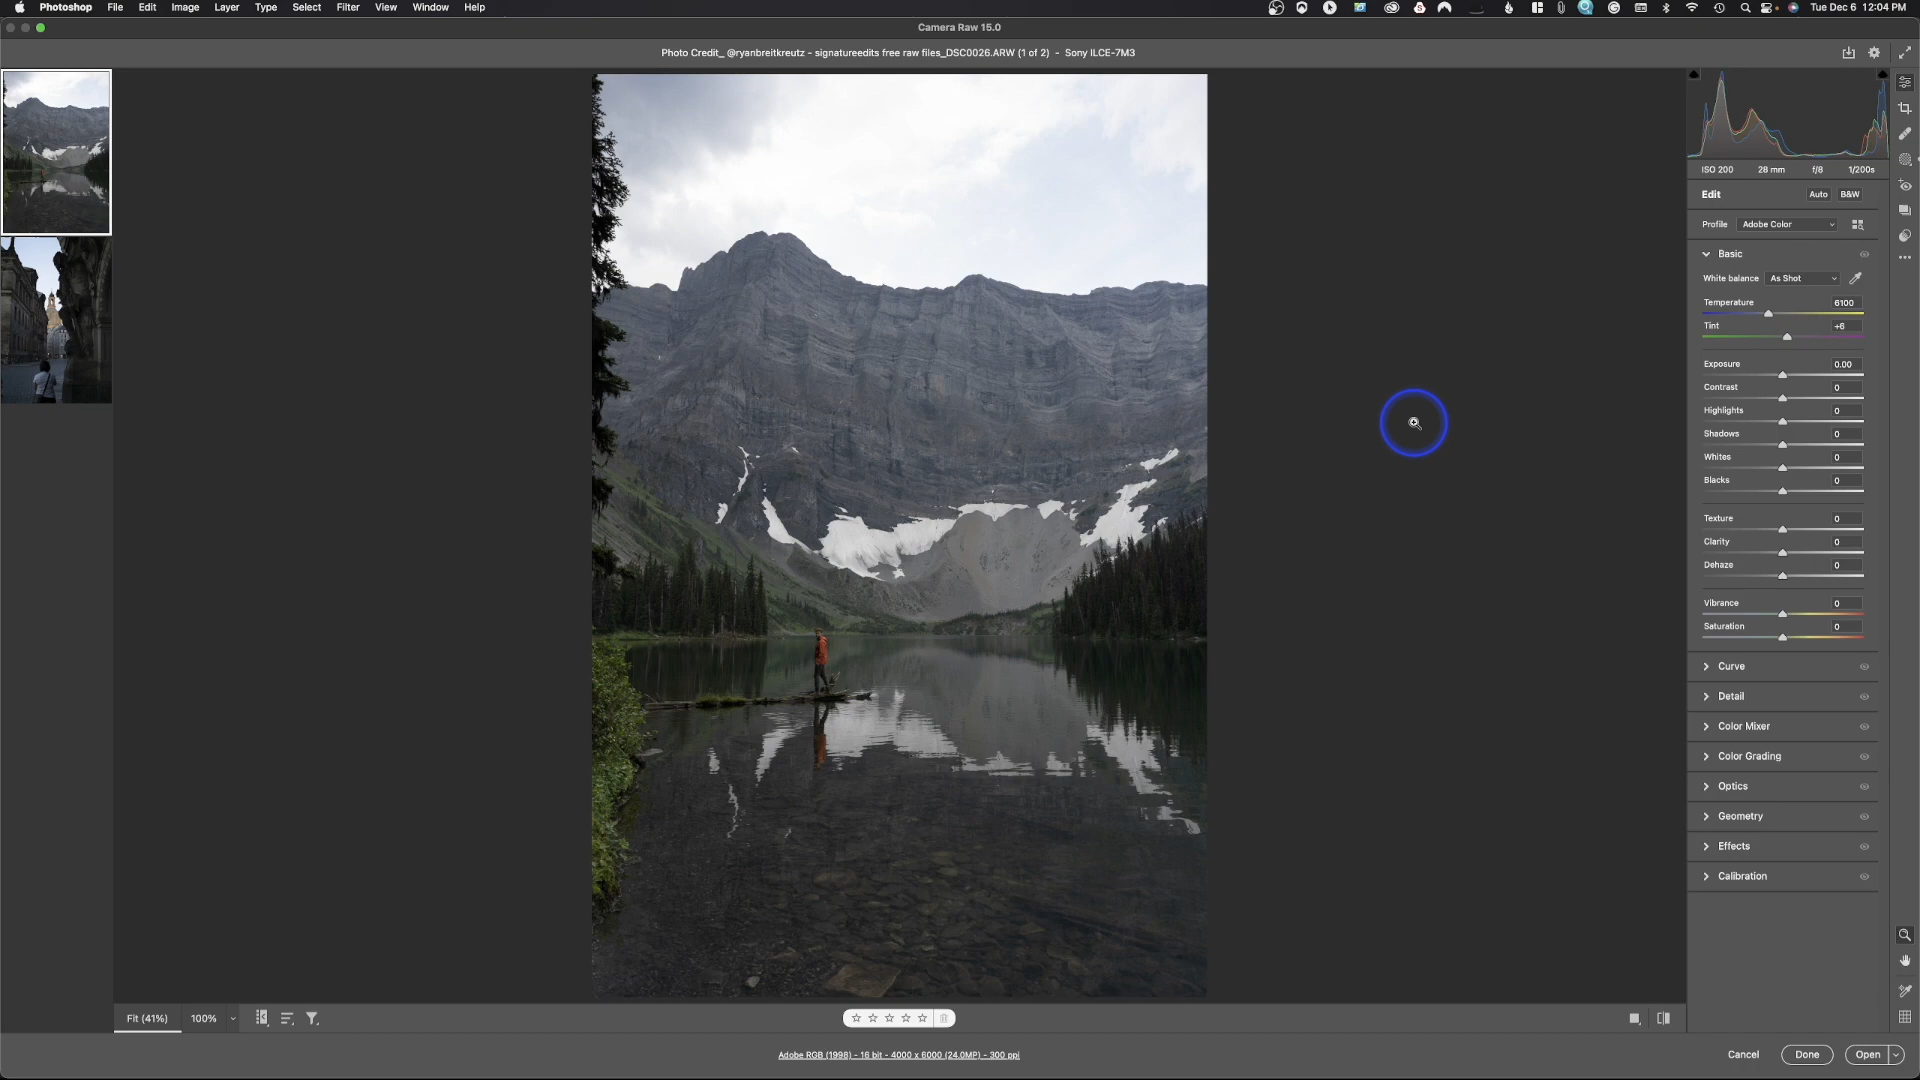 Photoshop File Edit Image Layer Type Select Filter View Window Help Tue Dec 6 12:04 PM
Camera Raw 15.0
Photo Credit_ @ryanbreitkreutz - signatureedits free raw files_DSC0026.ARW (1 of 2) - Sony ILCE-7M3
ISO 200 28 mm f/8 1/200s
Edit Auto B&W
Profile Adobe Color
Basic
White balance As Shot
Temperature 6100
Tint +6
Exposure 0.00
Contrast 0
Highlights 0
Shadows 0
Whites 0
Blacks 0
Texture 0
Clarity 0
Dehaze 0
Vibrance 0
Saturation 0
Curve
Detail
Color Mixer
Color Grading
Optics
Geometry
Effects
Calibration
Fit (41%) 100%
Adobe RGB (1998) - 16 bit - 4000 x 6000 (24.0MP) - 300 ppi
Cancel Done Open